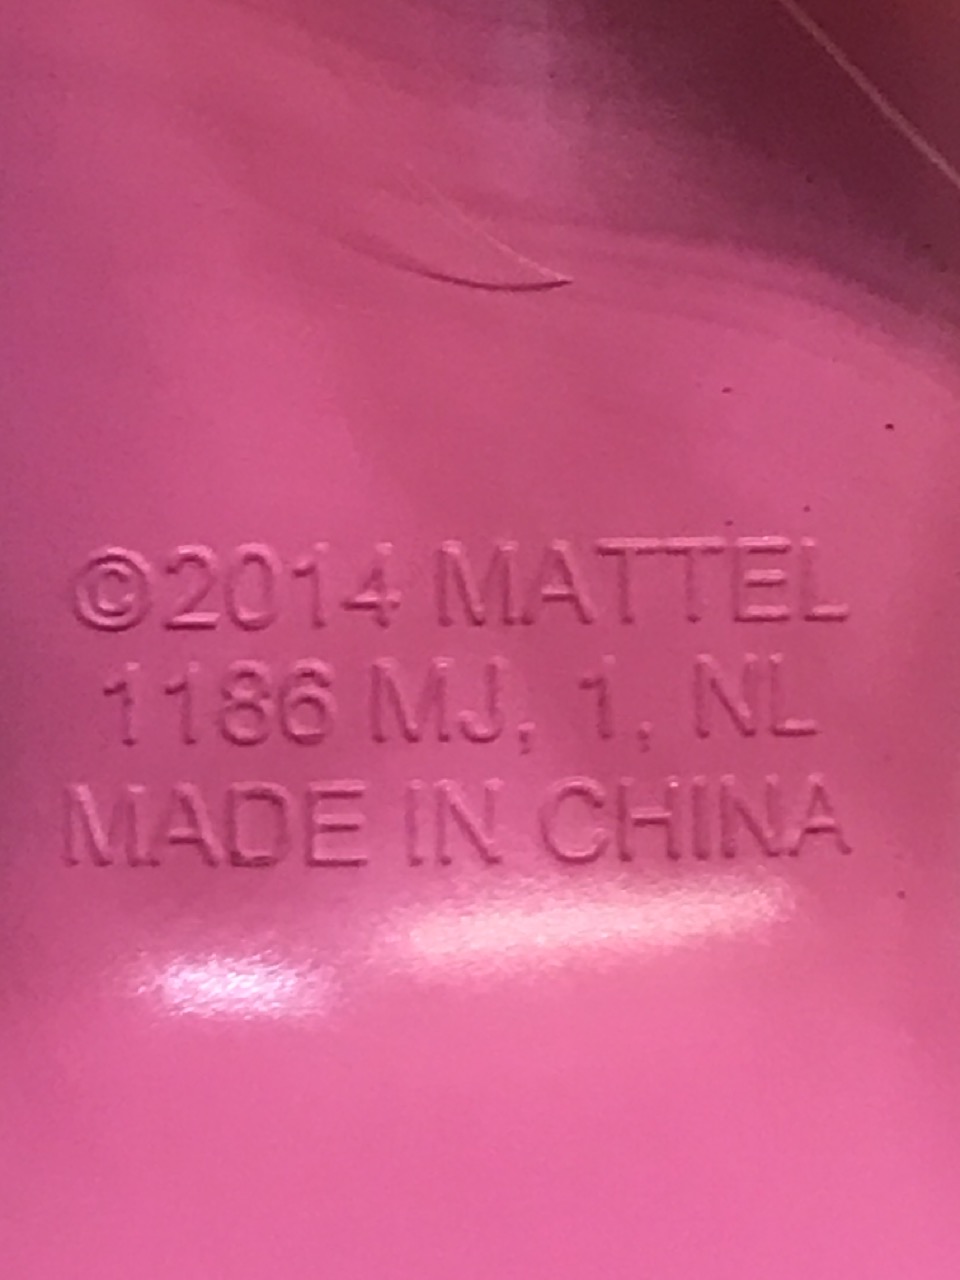 ©2014 MATTEL
1186 MJ, 1, NL
MADE IN CHINA